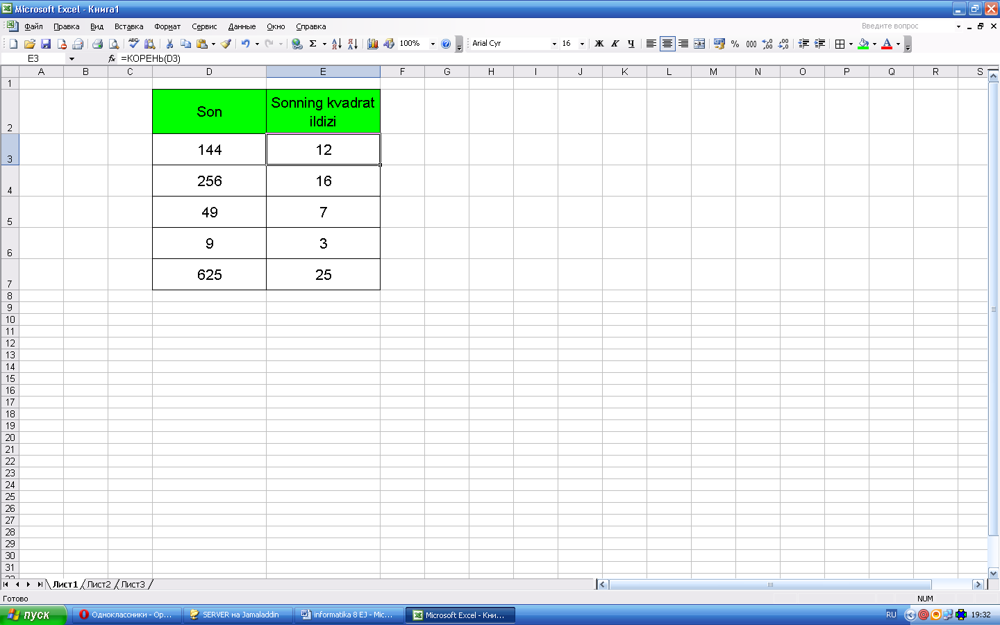 Microsoft Excel - Книга1
Файл Правка Вид Вставка Формат Сервис Данные Окно Справка Введите вопрос
100% Arial Cyr 16 Ж К Ч % 000
E3 fx =КОРЕНЬ(D3)
A B C D E F G H I J K L M N O P Q R S
1
2 Son Sonning kvadrat
ildizi
3 144 12
4 256 16
5 49 7
6 9 3
7 625 25
8
9
10
11
12
13
14
15
16
17
18
19
20
21
22
23
24
25
26
27
28
29
30
31
Лист1 Лист2 Лист3
Готово NUM
пуск Одноклассники - Op... SERVER на Jamaladdin informatika 8 EJ - Mic... Microsoft Excel - Кни... RU 19:32